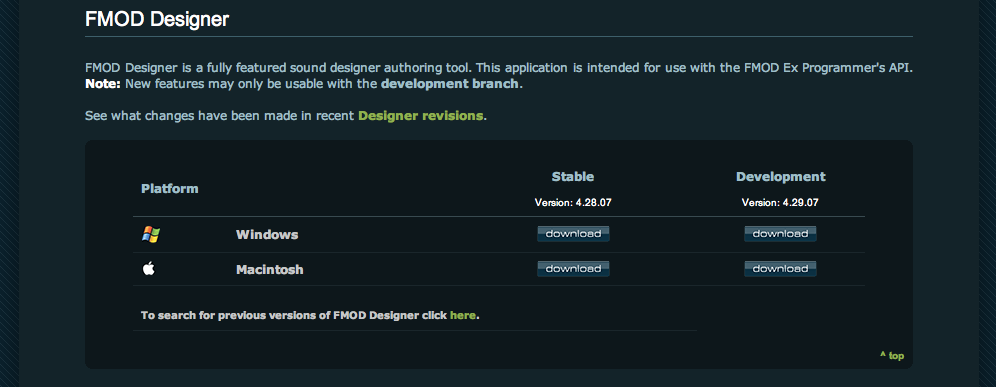 FMOD Designer
FMOD Designer is a fully featured sound designer authoring tool. This application is intended for use with the FMOD Ex Programmer's API.
Note: New features may only be usable with the development branch.
See what changes have been made in recent Designer revisions.
Platform Stable Development
Version: 4.28.07 Version: 4.29.07
Windows download download
Macintosh download download
To search for previous versions of FMOD Designer click here.
^ top